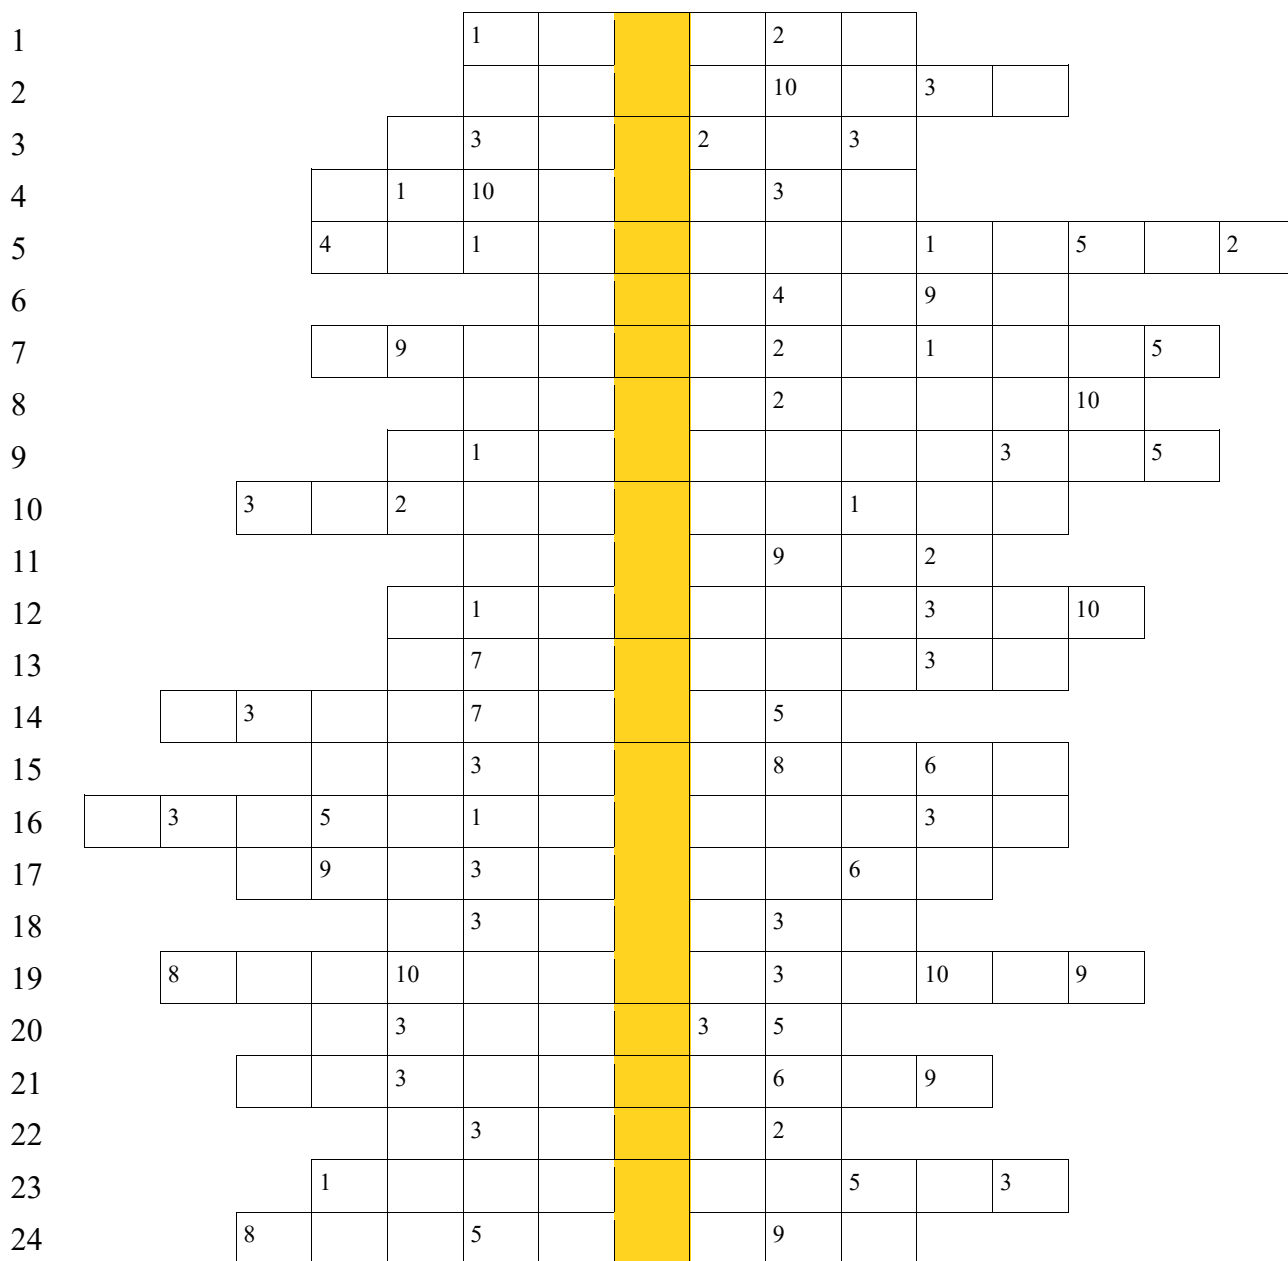 1 1 2
2 10 3
3 3 2 3
4 1 10 3
5 4 1 1 5 2
6 4 9
7 9 2 1 5
8 2 10
9 1 3 5
10 3 2 1
11 9 2
12 1 3 10
13 7 3
14 3 7 5
15 3 8 6
16 3 5 1 3
17 9 3 6
18 3 3
19 8 10 3 10 9
20 3 3 5
21 3 6 9
22 3 2
23 1 5 3
24 8 5 9